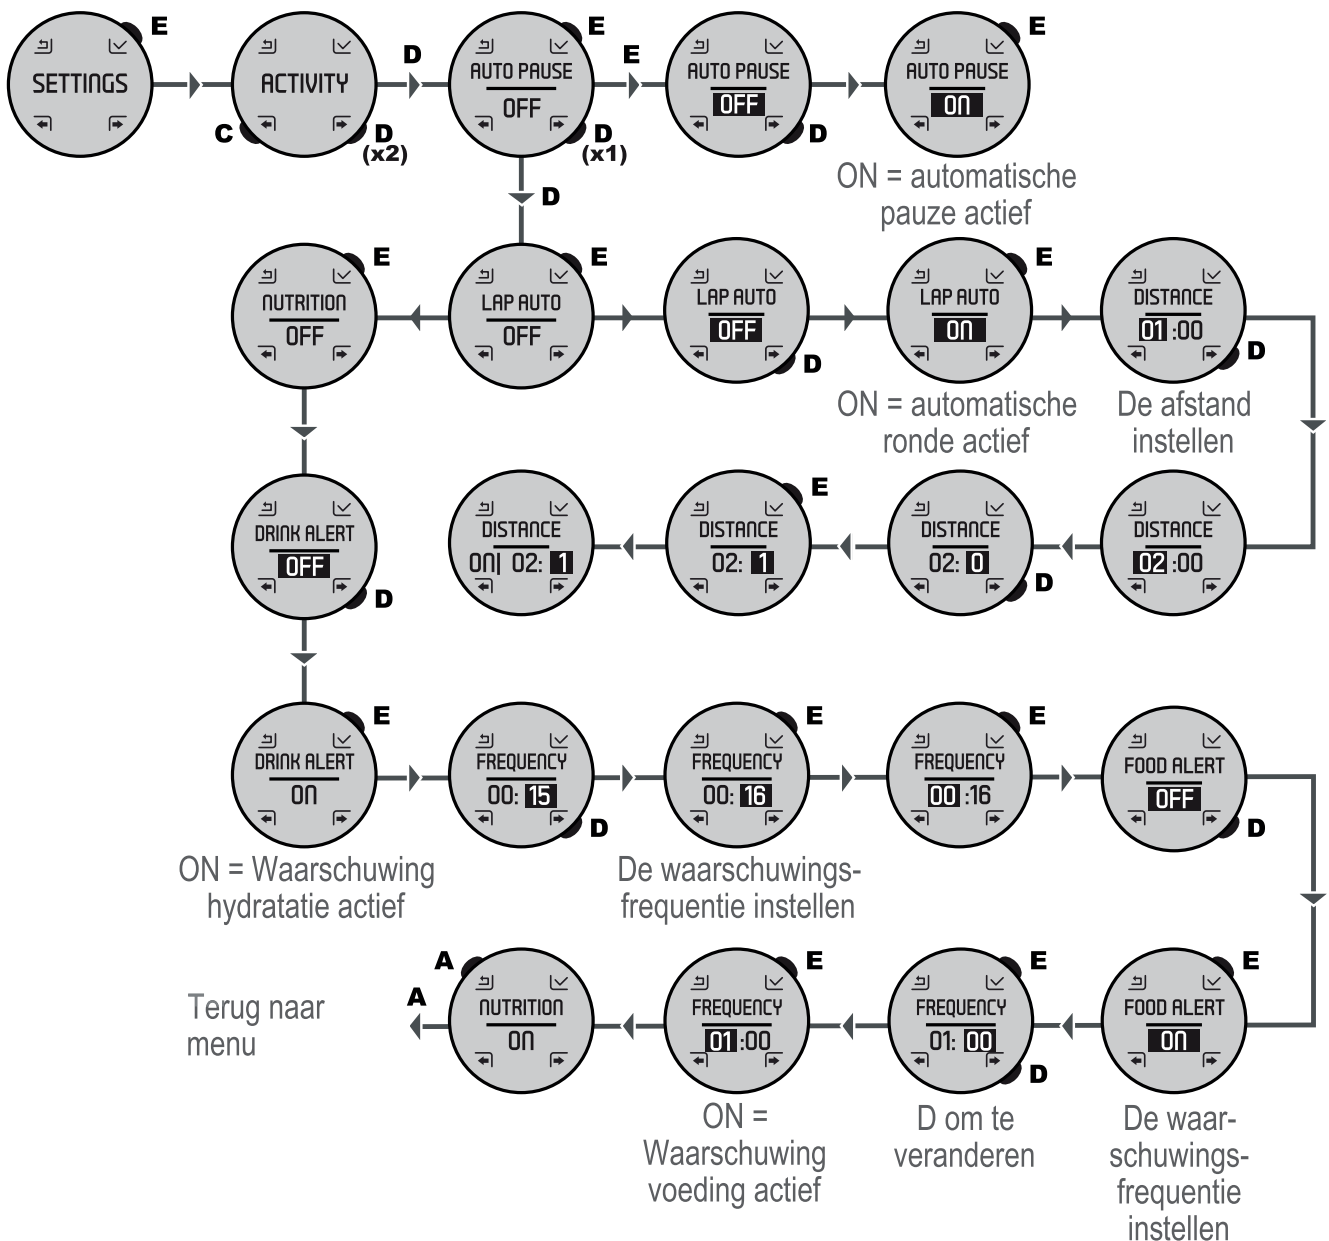 E
SETTINGS
ACTIVITY
C
D
(x2)
D
E
AUTO PAUSE
OFF
D
(x1)
E
AUTO PAUSE
OFF
D
E
AUTO PAUSE
ON
ON = automatische
pauze actief
D
E
NUTRITION
OFF
E
LAP AUTO
OFF
LAP AUTO
OFF
D
E
LAP AUTO
ON
ON = automatische
ronde actief
DISTANCE
01 :00
D
De afstand
instellen
DRINK ALERT
OFF
D
DISTANCE
ON| 02: 1
E
DISTANCE
02: 1
DISTANCE
02: 0
D
DISTANCE
02 :00
E
DRINK ALERT
ON
ON = Waarschuwing
hydratatie actief
FREQUENCY
00: 15
D
E
FREQUENCY
00: 16
De waarschuwings-
frequentie instellen
E
FREQUENCY
00 :16
FOOD ALERT
OFF
D
Terug naar
menu
A
A
NUTRITION
ON
E
FREQUENCY
01 :00
ON =
Waarschuwing
voeding actief
E
FREQUENCY
01: 00
D
D om te
veranderen
E
FOOD ALERT
ON
De waar-
schuwings-
frequentie
instellen